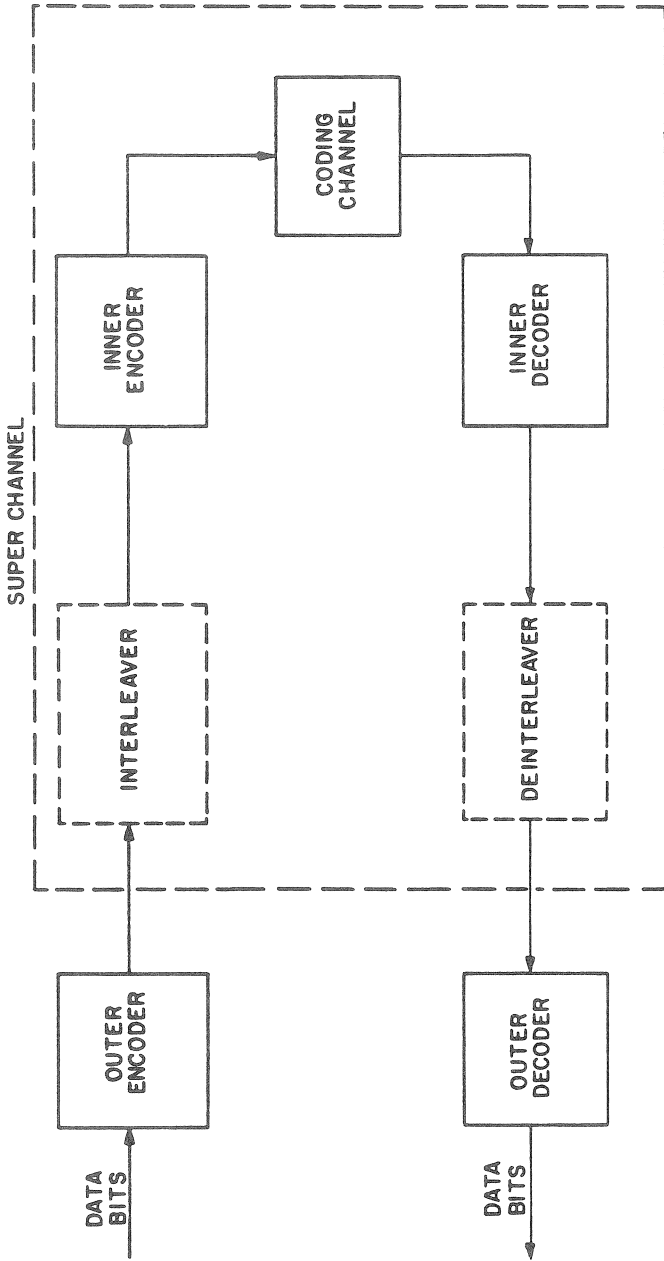 SUPER CHANNEL
DATA
BITS
OUTER
ENCODER
INTERLEAVER
INNER
ENCODER
CODING
CHANNEL
DATA
BITS
OUTER
DECODER
DEINTERLEAVER
INNER
DECODER